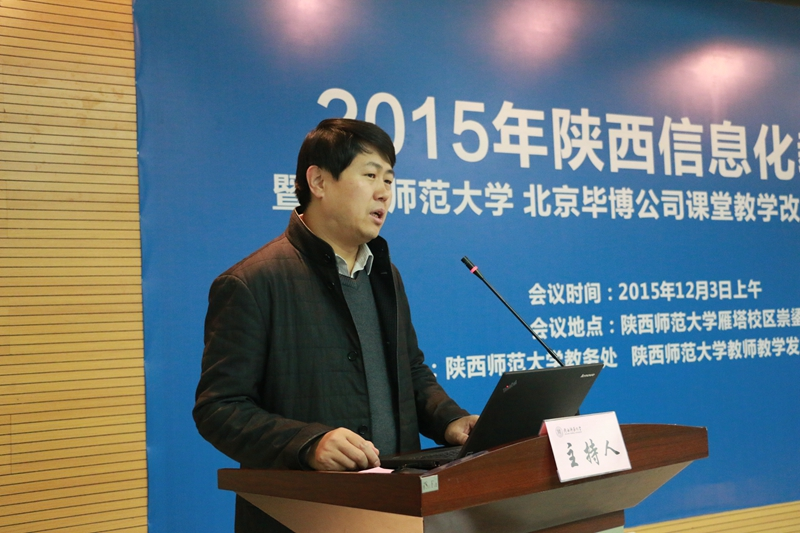 2015年陕西信息化
暨 师范大学 北京毕博公司课堂教学改
会议时间：2015年12月3日上午
会议地点：陕西师范大学雁塔校区崇鋈
：陕西师范大学教务处 陕西师范大学教师教学发
主持人